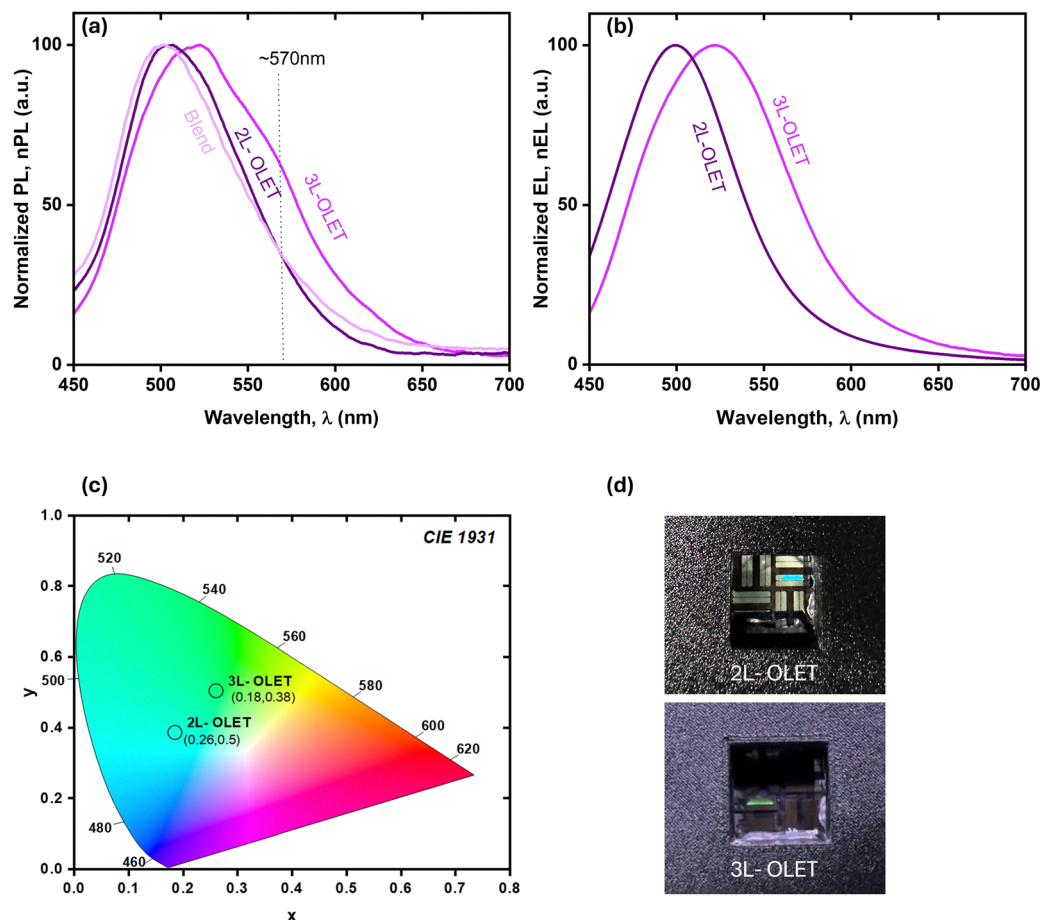 (a)
~570nm
Blend
2L- OLET
3L-OLET
100
50
0
450
500
550
600
650
700
Normalized PL, nPL (a.u.)
Wavelength, λ (nm)
(b)
3L-OLET
2L-OLET
100
50
0
450
500
550
600
650
700
Normalized EL, nEL (a.u.)
Wavelength, λ (nm)
(c)
CIE 1931
1.0
0.8
0.6
0.4
0.2
0.0
y
520
540
560
580
600
620
500
480
460
3L- OLET
(0.18,0.38)
2L- OLET
(0.26,0.5)
0.0
0.1
0.2
0.3
0.4
0.5
0.6
0.7
0.8
x
(d)
2L- OLET
3L- OLET